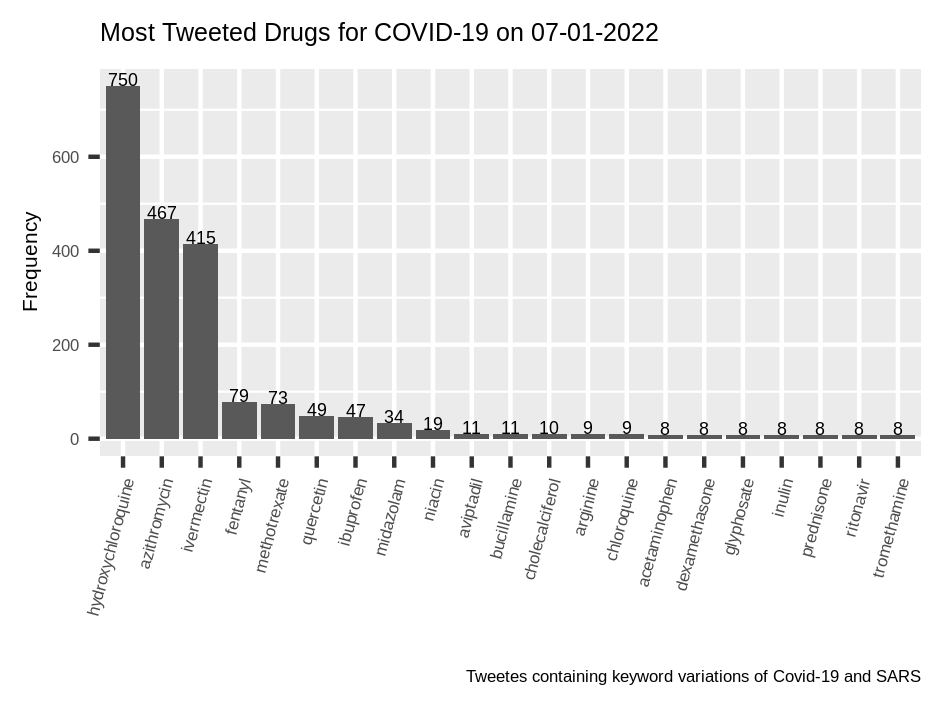 Most Tweeted Drugs for COVID-19 on 07-01-2022
Frequency
600
400
200
0
750
467
415
79
73
49
47
34
19
11
11
10
9
9
8
8
8
8
8
8
8
hydroxychloroquine
azithromycin
ivermectin
fentanyl
methotrexate
quercetin
ibuprofen
midazolam
niacin
aviptadil
bucillamine
cholecalciferol
arginine
chloroquine
acetaminophen
dexamethasone
glyphosate
inulin
prednisone
ritonavir
tromethamine
Tweetes containing keyword variations of Covid-19 and SARS